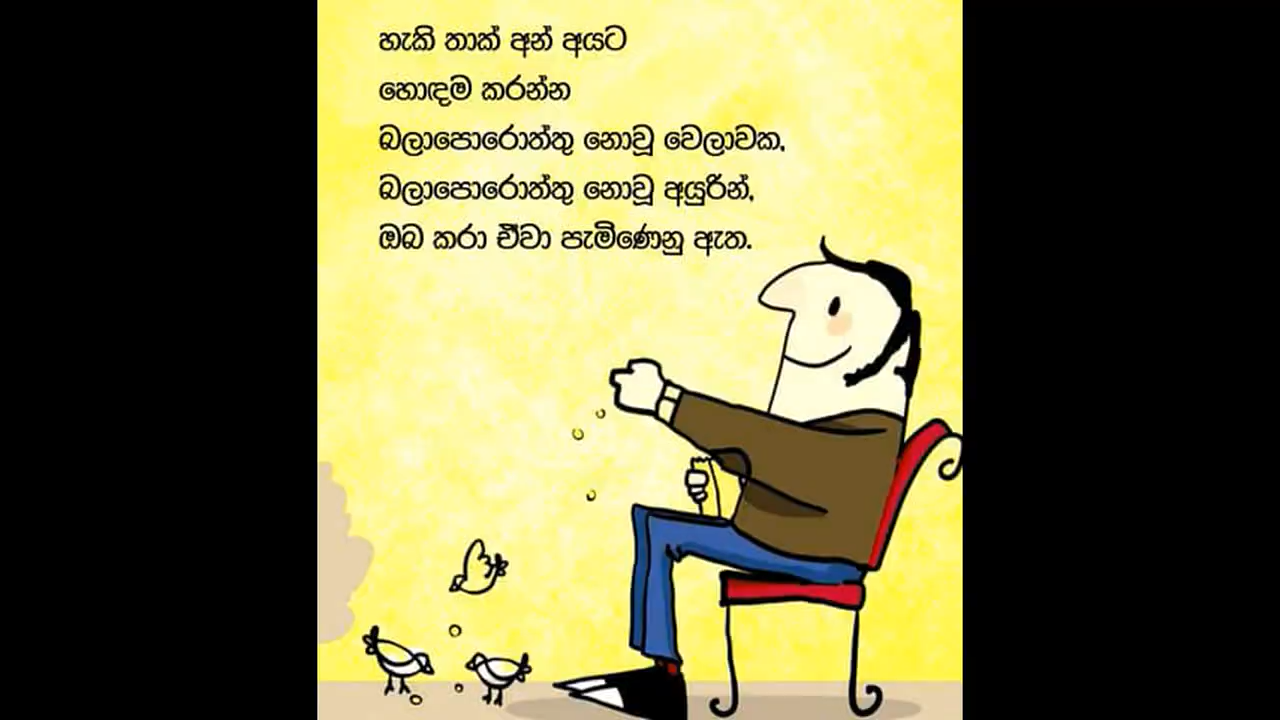 හැකි තාක් අන් අයට
හොඳම කරන්න
බලාපොරොත්තු නොවූ වෙලාවක,
බලාපොරොත්තු නොවූ අයුරින්,
ඔබ කරා ඒවා පැමිණෙනු ඇත.